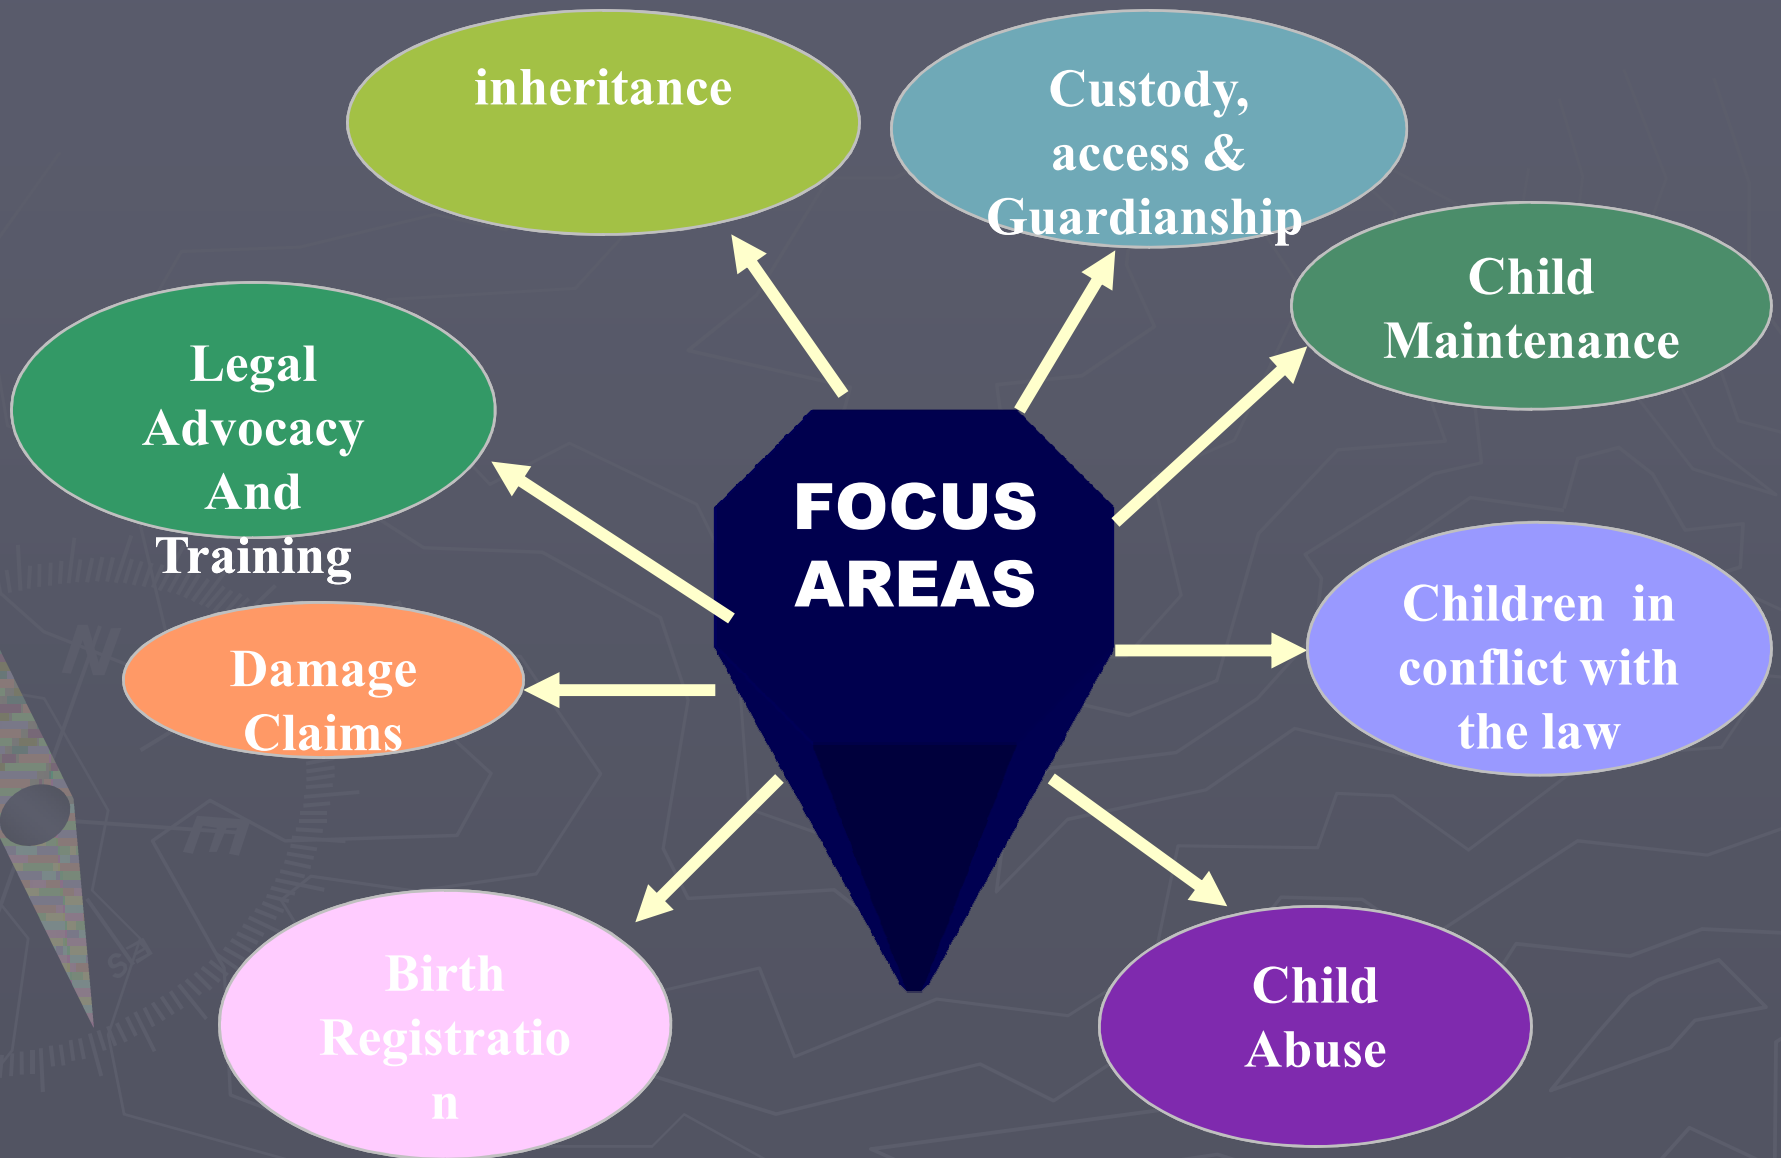 inheritance
Custody,
access &
Guardianship
Child
Maintenance
Legal
Advocacy
And
Training
FOCUS
AREAS
Children  in
conflict with
the law
Damage
Claims
Birth
Registratio
n
Child
Abuse
N
E
SE